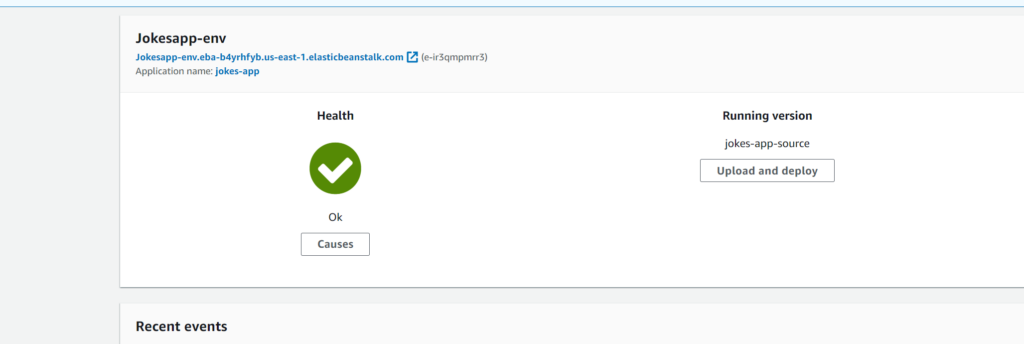 Jokesapp-env
Jokesapp-env.eba-b4yrhfyb.us-east-1.elasticbeanstalk.com (e-ir3qmpmrr3)
Application name: jokes-app
Health
Running version
jokes-app-source
Upload and deploy
Ok
Causes
Recent events